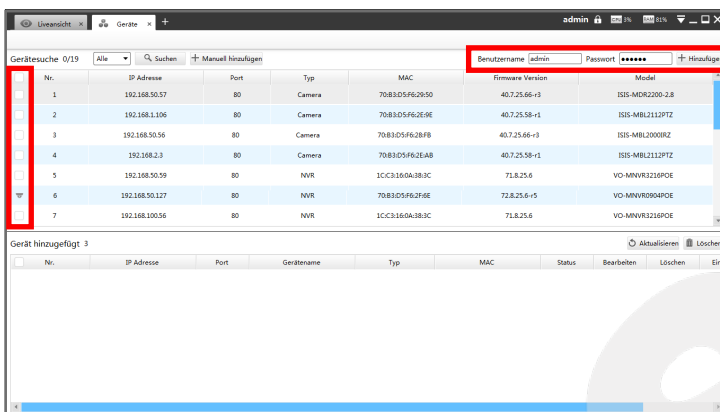 Liveansicht × Geräte × + admin CPU 3% RAM 81%
Gerätesuche 0/19 Alle Suchen + Manuell hinzufügen Benutzername admin Passwort ●●●●●● + Hinzufüge
Nr. IP Adresse Port Typ MAC Firmware Version Model
1 192.168.50.57 80 Camera 70:B3:D5:F6:29:50 40.7.25.66-r3 ISIS-MDR2200-2.8
2 192.168.1.106 80 Camera 70:B3:D5:F6:2E:9E 40.7.25.58-r1 ISIS-MBL2112PTZ
3 192.168.50.56 80 Camera 70:B3:D5:F6:28:FB 40.7.25.66-r3 ISIS-MBL2000IRZ
4 192.168.2.3 80 Camera 70:B3:D5:F6:2E:AB 40.7.25.58-r1 ISIS-MBL2112PTZ
5 192.168.50.59 80 NVR 1C:C3:16:0A:38:3C 71.8.25.6 VO-MNVR3216POE
6 192.168.50.127 80 NVR 70:B3:D5:F6:2F:6E 72.8.25.6-r5 VO-MNVR0904POE
7 192.168.100.56 80 NVR 1C:C3:16:0A:38:3C 71.8.25.6 VO-MNVR3216POE
Gerät hinzugefügt 3 Aktualisieren Löschen
Nr. IP Adresse Port Gerätename Typ MAC Status Bearbeiten Löschen Ein